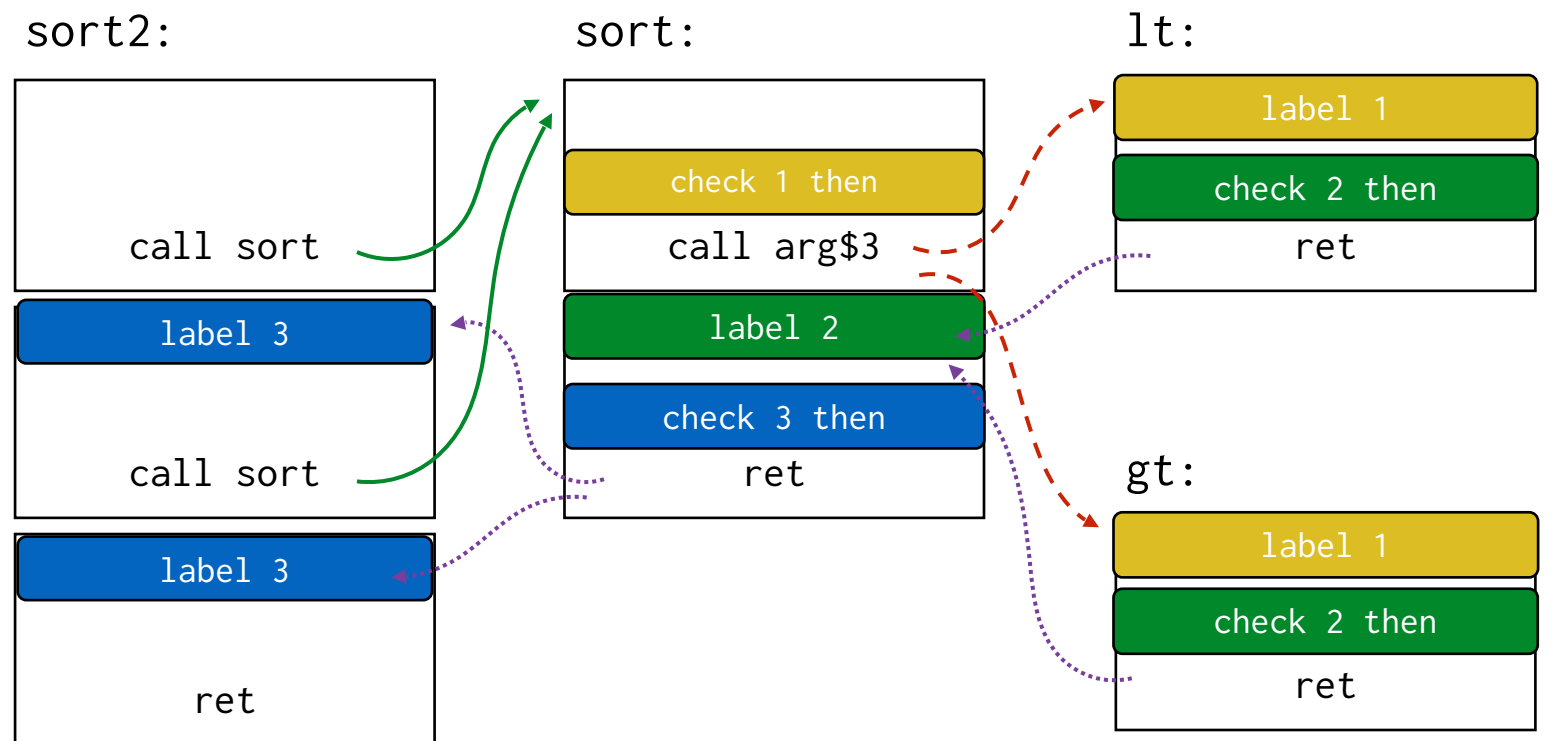 sort2:
call sort
label 3
call sort
label 3
ret
sort:
check 1 then
call arg$3
label 2
check 3 then
ret
lt:
label 1
check 2 then
ret
gt:
label 1
check 2 then
ret